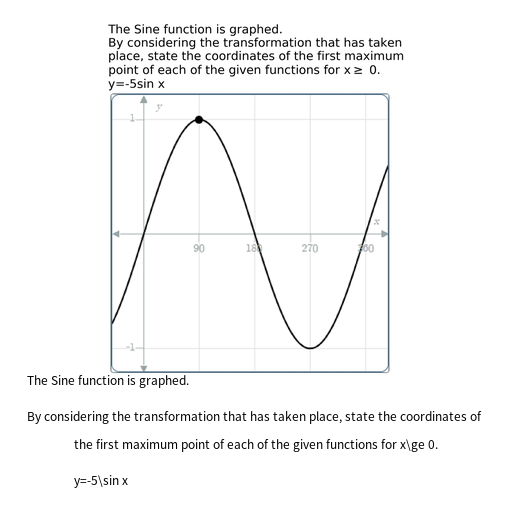 The Sine function is graphed.
By considering the transformation that has taken
place, state the coordinates of the first maximum
point of each of the given functions for x ≥ 0.
y=-5sin x
y
1
x
90
180
270
360
-1
The Sine function is graphed.
By considering the transformation that has taken place, state the coordinates of
the first maximum point of each of the given functions for x\ge 0.
y=-5\sin x